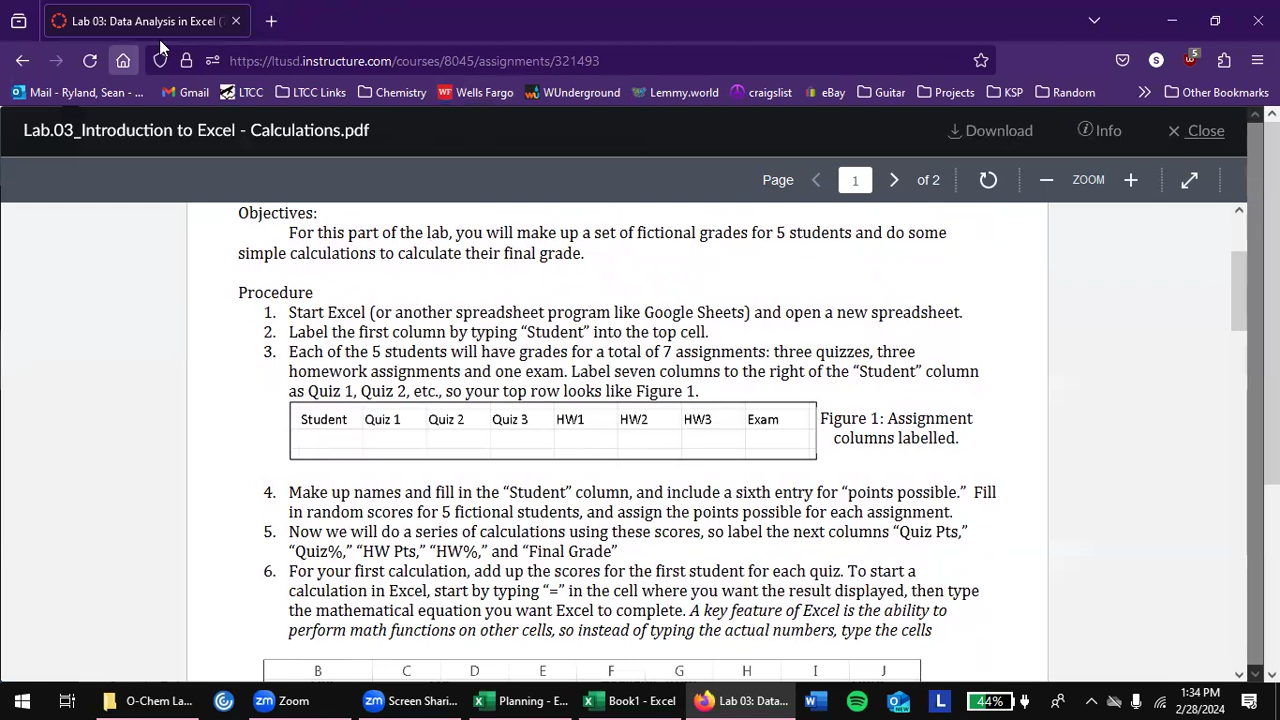 Lab 03: Data Analysis in Excel (
https://ltusd.instructure.com/courses/8045/assignments/321493
S
5
Mail - Ryland, Sean - ...
Gmail
LTCC
LTCC Links
Chemistry
WF
Wells Fargo
WUnderground
Lemmy.world
craigslist
eBay
Guitar
Projects
KSP
Random
Other Bookmarks
Lab.03_Introduction to Excel - Calculations.pdf
Download
Info
Close
Page
1
of 2
ZOOM
Objectives:
For this part of the lab, you will make up a set of fictional grades for 5 students and do some
simple calculations to calculate their final grade.
Procedure
1. Start Excel (or another spreadsheet program like Google Sheets) and open a new spreadsheet.
2. Label the first column by typing “Student” into the top cell.
3. Each of the 5 students will have grades for a total of 7 assignments: three quizzes, three
homework assignments and one exam. Label seven columns to the right of the “Student” column
as Quiz 1, Quiz 2, etc., so your top row looks like Figure 1.
Student Quiz 1 Quiz 2 Quiz 3 HW1 HW2 HW3 Exam
Figure 1: Assignment
columns labelled.
4. Make up names and fill in the “Student” column, and include a sixth entry for “points possible.” Fill
in random scores for 5 fictional students, and assign the points possible for each assignment.
5. Now we will do a series of calculations using these scores, so label the next columns “Quiz Pts,”
“Quiz%,” “HW Pts,” “HW%,” and “Final Grade”
6. For your first calculation, add up the scores for the first student for each quiz. To start a
calculation in Excel, start by typing “=” in the cell where you want the result displayed, then type
the mathematical equation you want Excel to complete. A key feature of Excel is the ability to
perform math functions on other cells, so instead of typing the actual numbers, type the cells
B C D E F G H I J
O-Chem La...
Zoom
Screen Shari...
Planning - E...
Book1 - Excel
Lab 03: Data...
L
44%
1:34 PM
2/28/2024